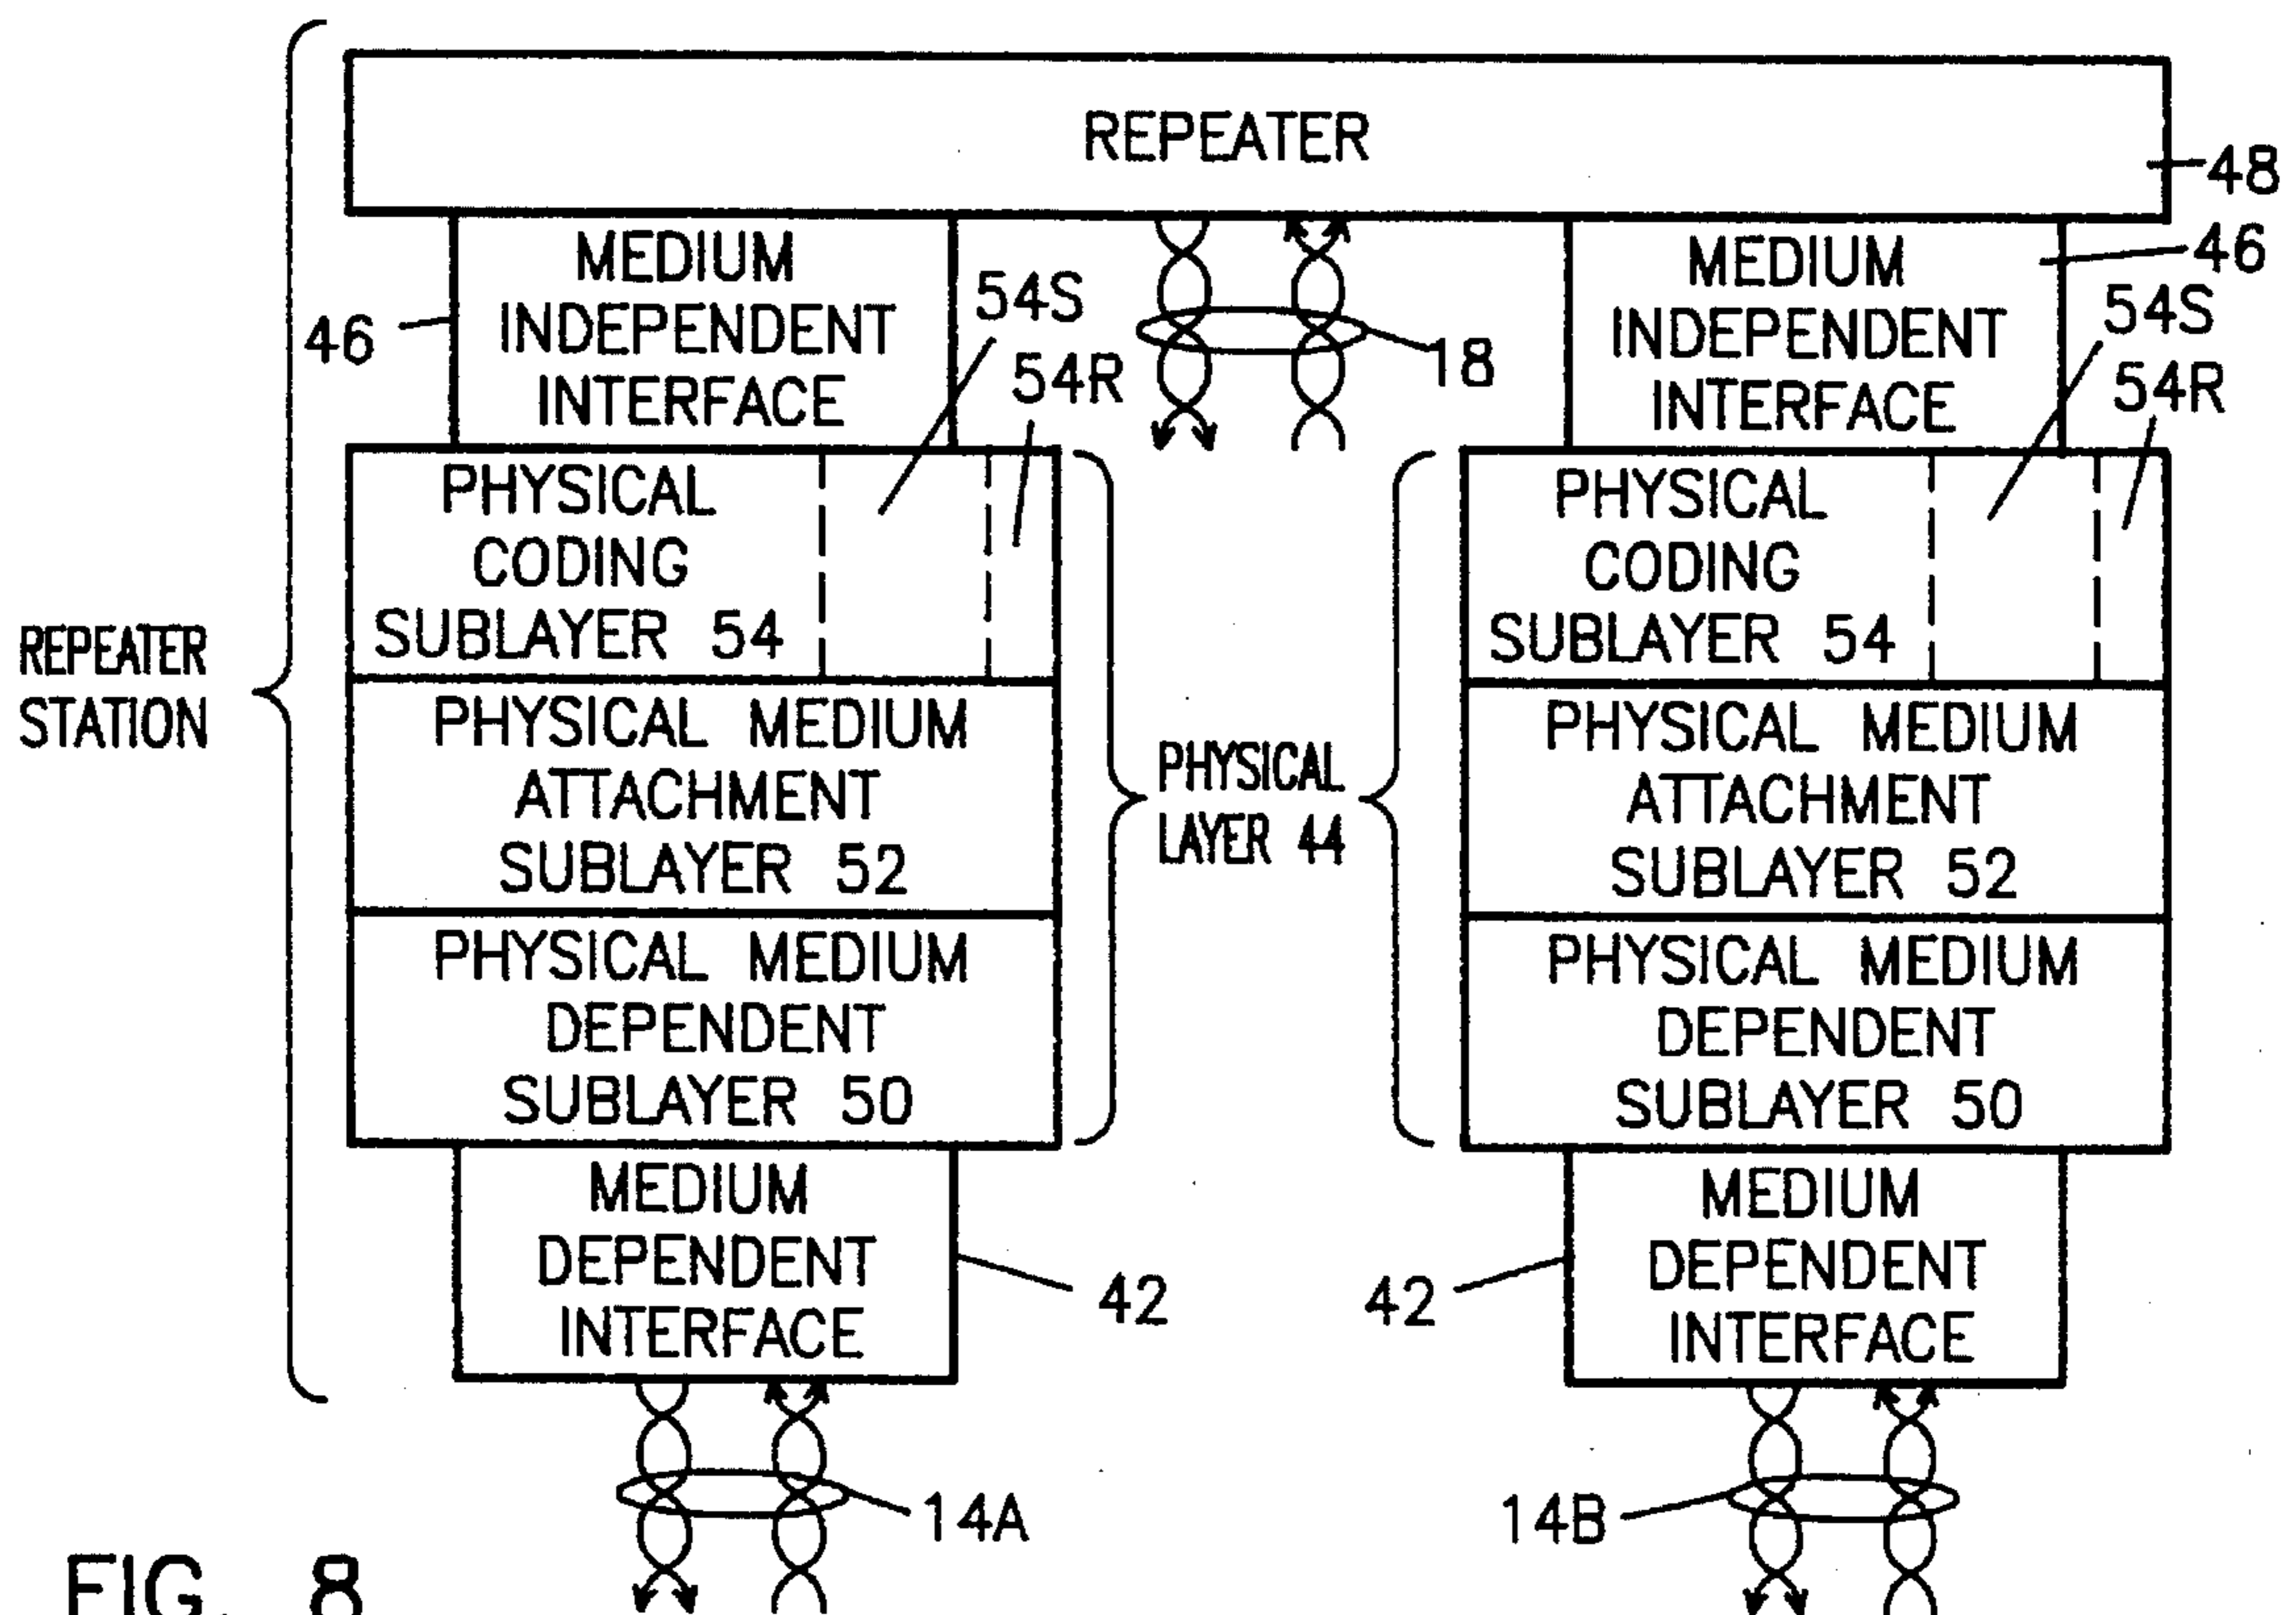 REPEATER
48
MEDIUM
INDEPENDENT
INTERFACE
46
54S
54R
18
MEDIUM
INDEPENDENT
INTERFACE
46
54S
54R
PHYSICAL
CODING
SUBLAYER 54
PHYSICAL
CODING
SUBLAYER 54
REPEATER
STATION
PHYSICAL MEDIUM
ATTACHMENT
SUBLAYER 52
PHYSICAL
LAYER 44
PHYSICAL MEDIUM
ATTACHMENT
SUBLAYER 52
PHYSICAL MEDIUM
DEPENDENT
SUBLAYER 50
PHYSICAL MEDIUM
DEPENDENT
SUBLAYER 50
MEDIUM
DEPENDENT
INTERFACE
42
42
MEDIUM
DEPENDENT
INTERFACE
14A
14B
FIG. 8